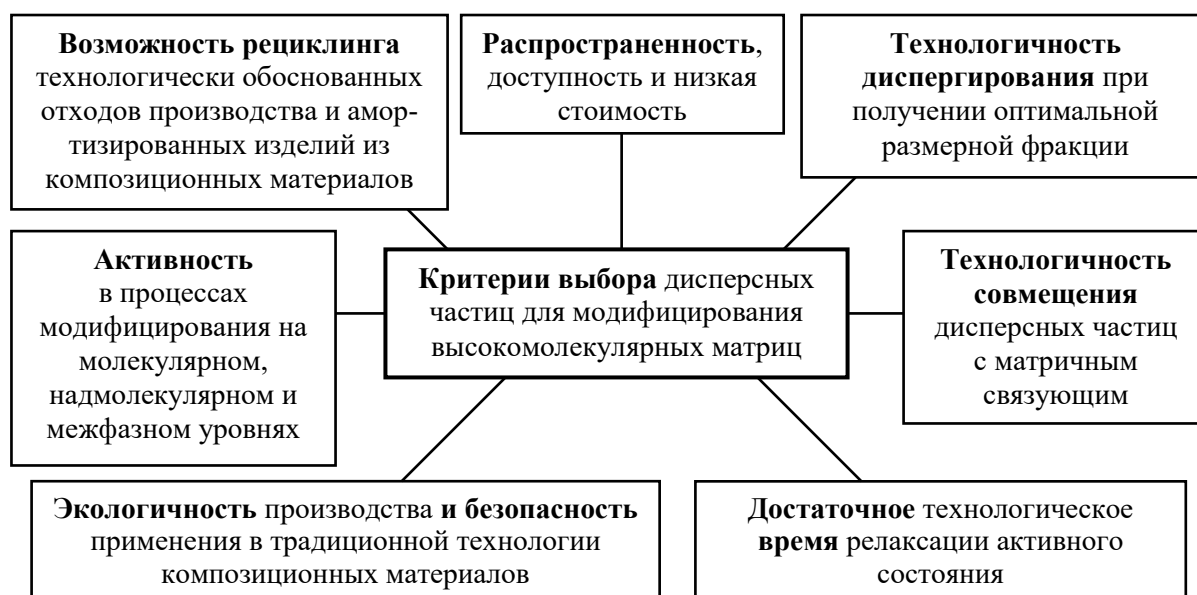 Возможность рециклинга
технологически обоснованных
отходов производства и амор-
тизированных изделий из
композиционных материалов
Распространенность,
доступность и низкая
стоимость
Технологичность
диспергирования при
получении оптимальной
размерной фракции
Активность
в процессах
модифицирования на
молекулярном,
надмолекулярном и
межфазном уровнях
Критерии выбора дисперсных
частиц для модифицирования
высокомолекулярных матриц
Технологичность
совмещения
дисперсных частиц
с матричным
связующим
Экологичность производства и безопасность
применения в традиционной технологии
композиционных материалов
Достаточное технологическое
время релаксации активного
состояния